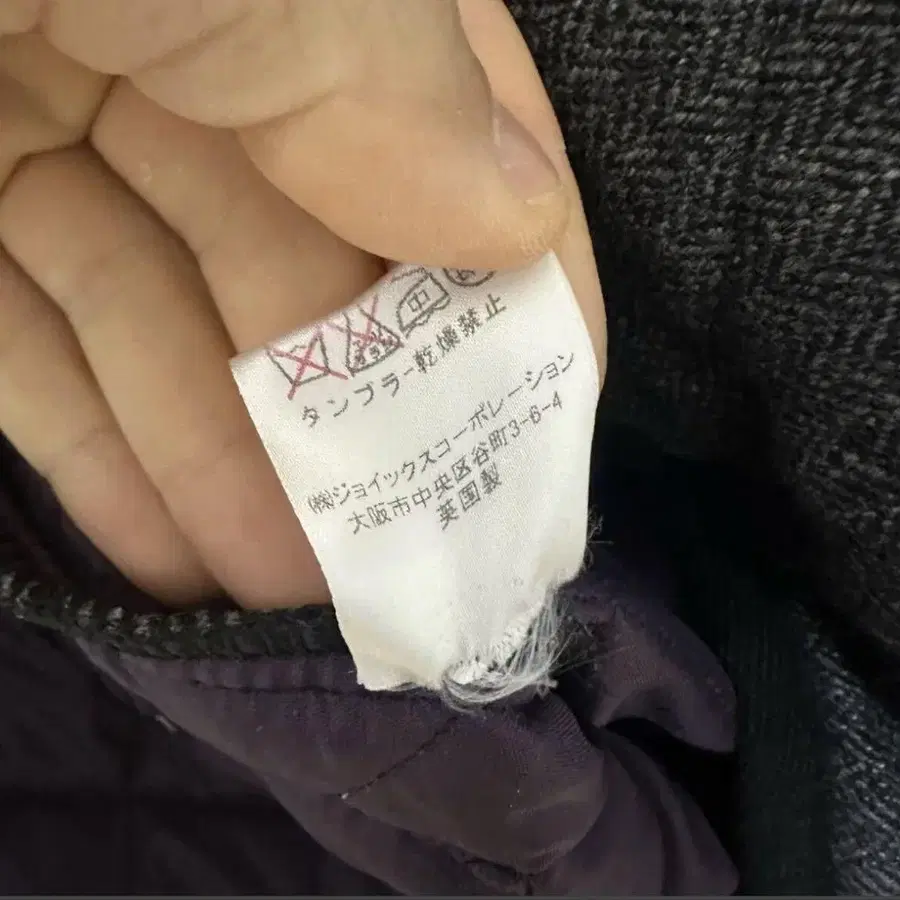 中
タンブラー乾燥禁止
㈱ジョイックスコーポレーション
大阪市中央区谷町3-6-4
英国製